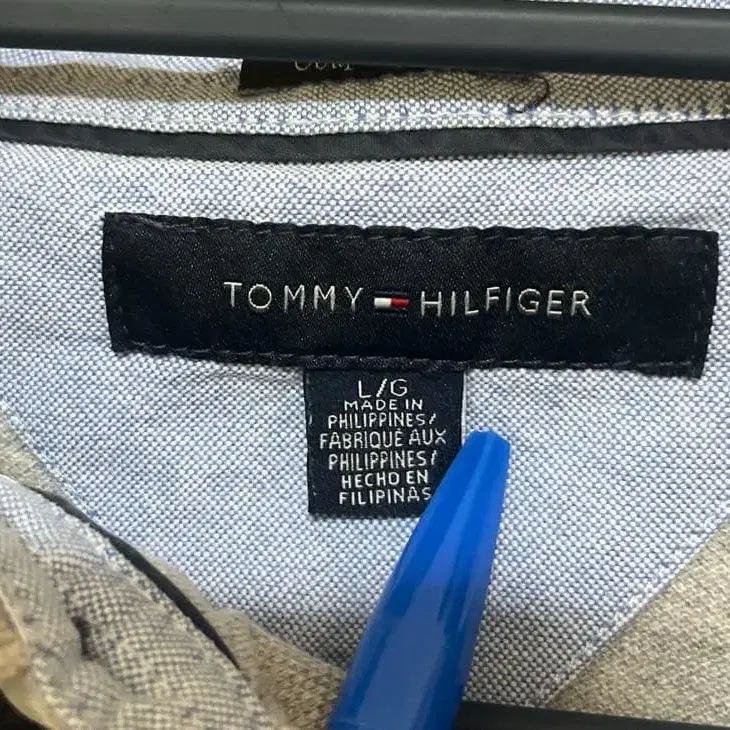 TOMMY HILFIGER
L/G
MADE IN
PHILIPPINES/
FABRIQUÉ AUX
PHILIPPINES/
HECHO EN
FILIPINAS